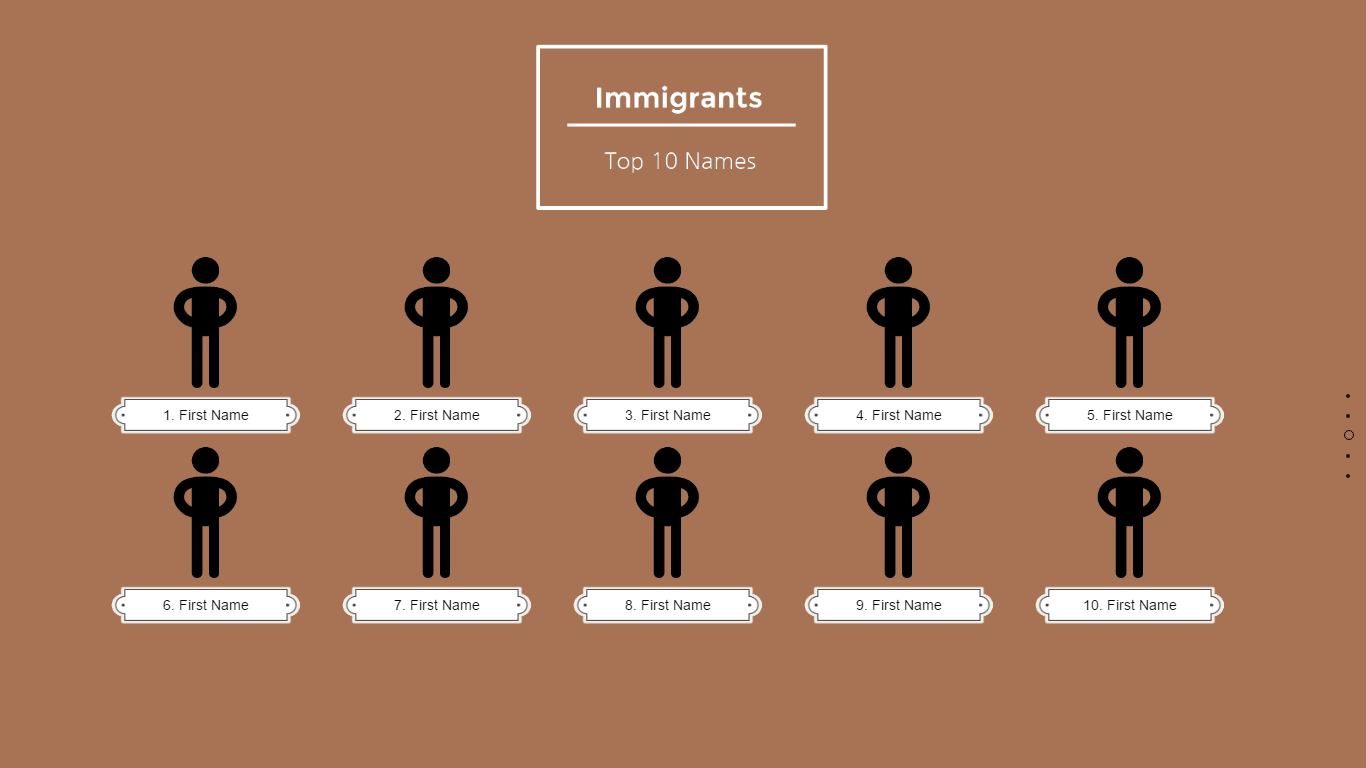 Immigrants
Top 10 Names
1. First Name
2. First Name
3. First Name
4. First Name
5. First Name
6. First Name
7. First Name
8. First Name
9. First Name
10. First Name